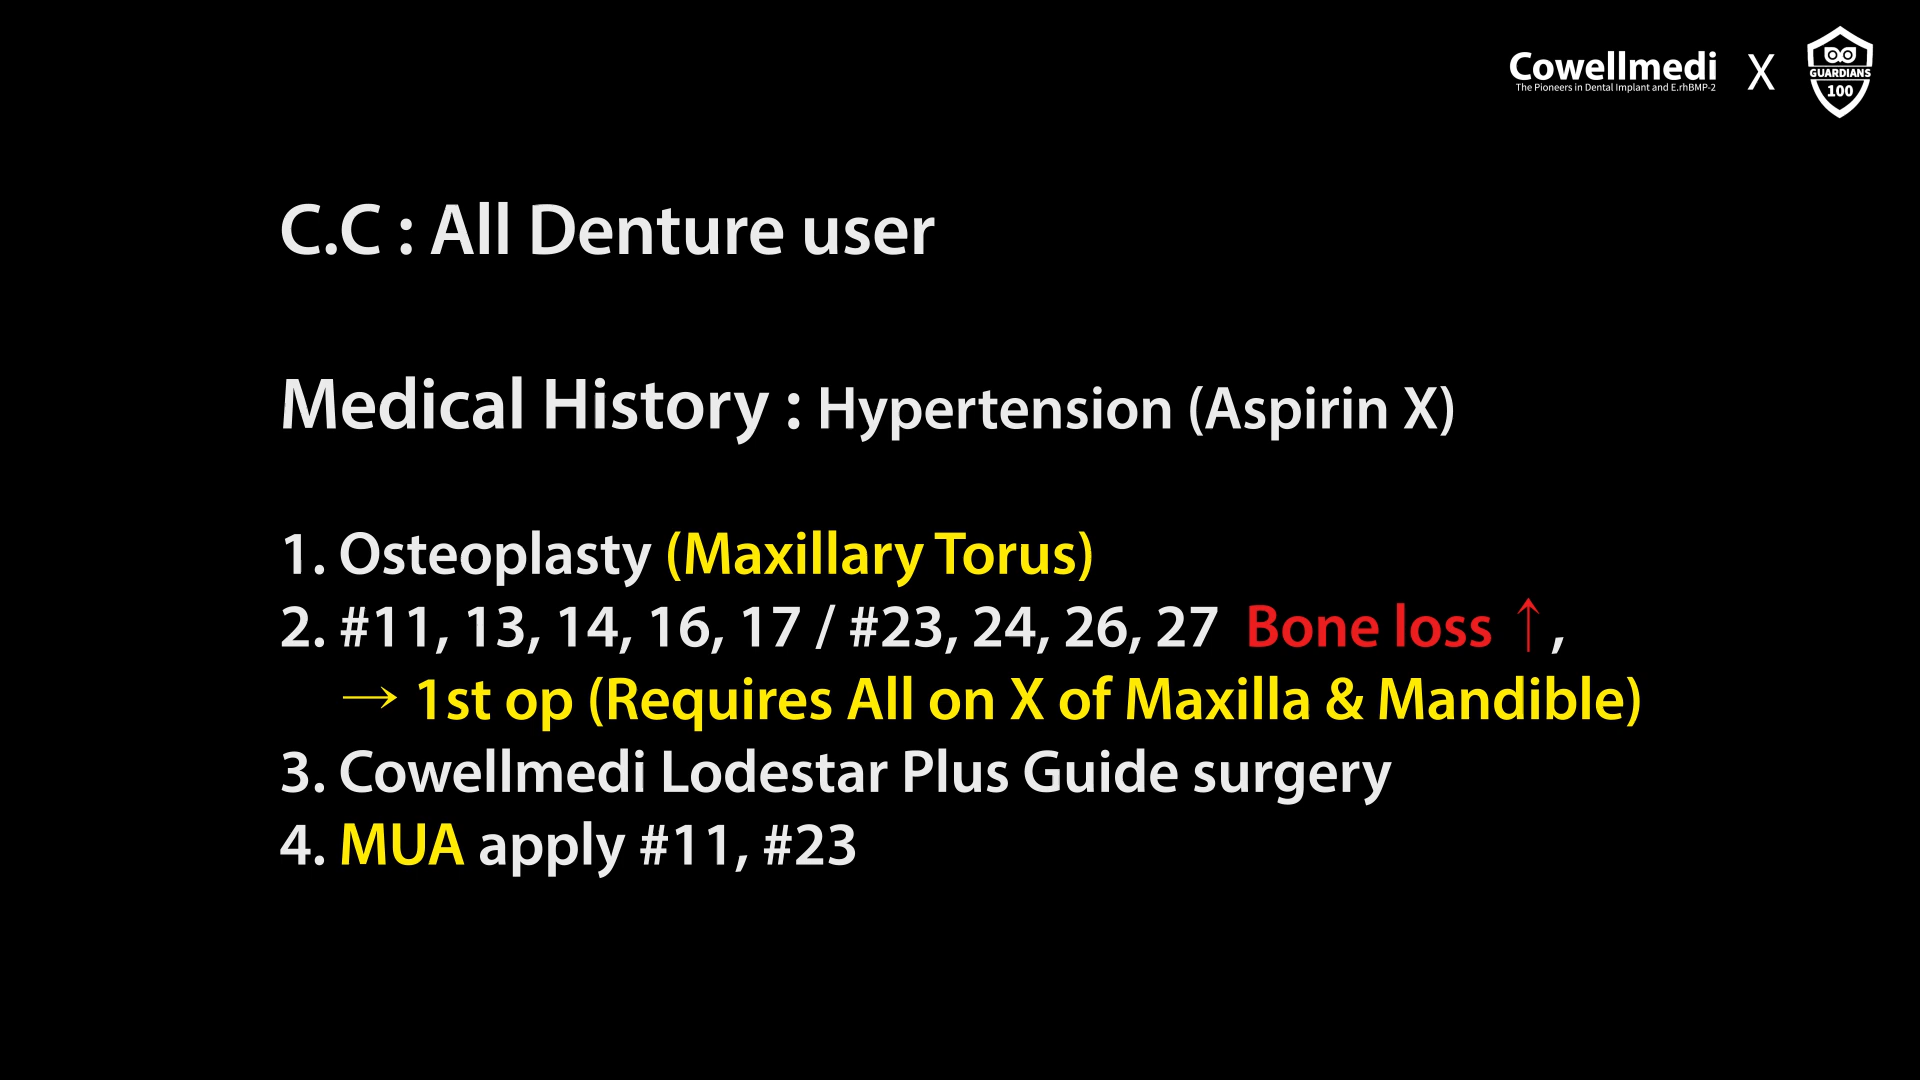 Cowellmedi X
The Pioneers in Dental Implant and E.rhBMP-2
GUARDIANS
100
C.C : All Denture user
Medical History : Hypertension (Aspirin X)
1. Osteoplasty (Maxillary Torus)
2. #11, 13, 14, 16, 17 / #23, 24, 26, 27 Bone loss ↑ ,
→ 1st op (Requires All on X of Maxilla & Mandible)
3. Cowellmedi Lodestar Plus Guide surgery
4. MUA apply #11, #23